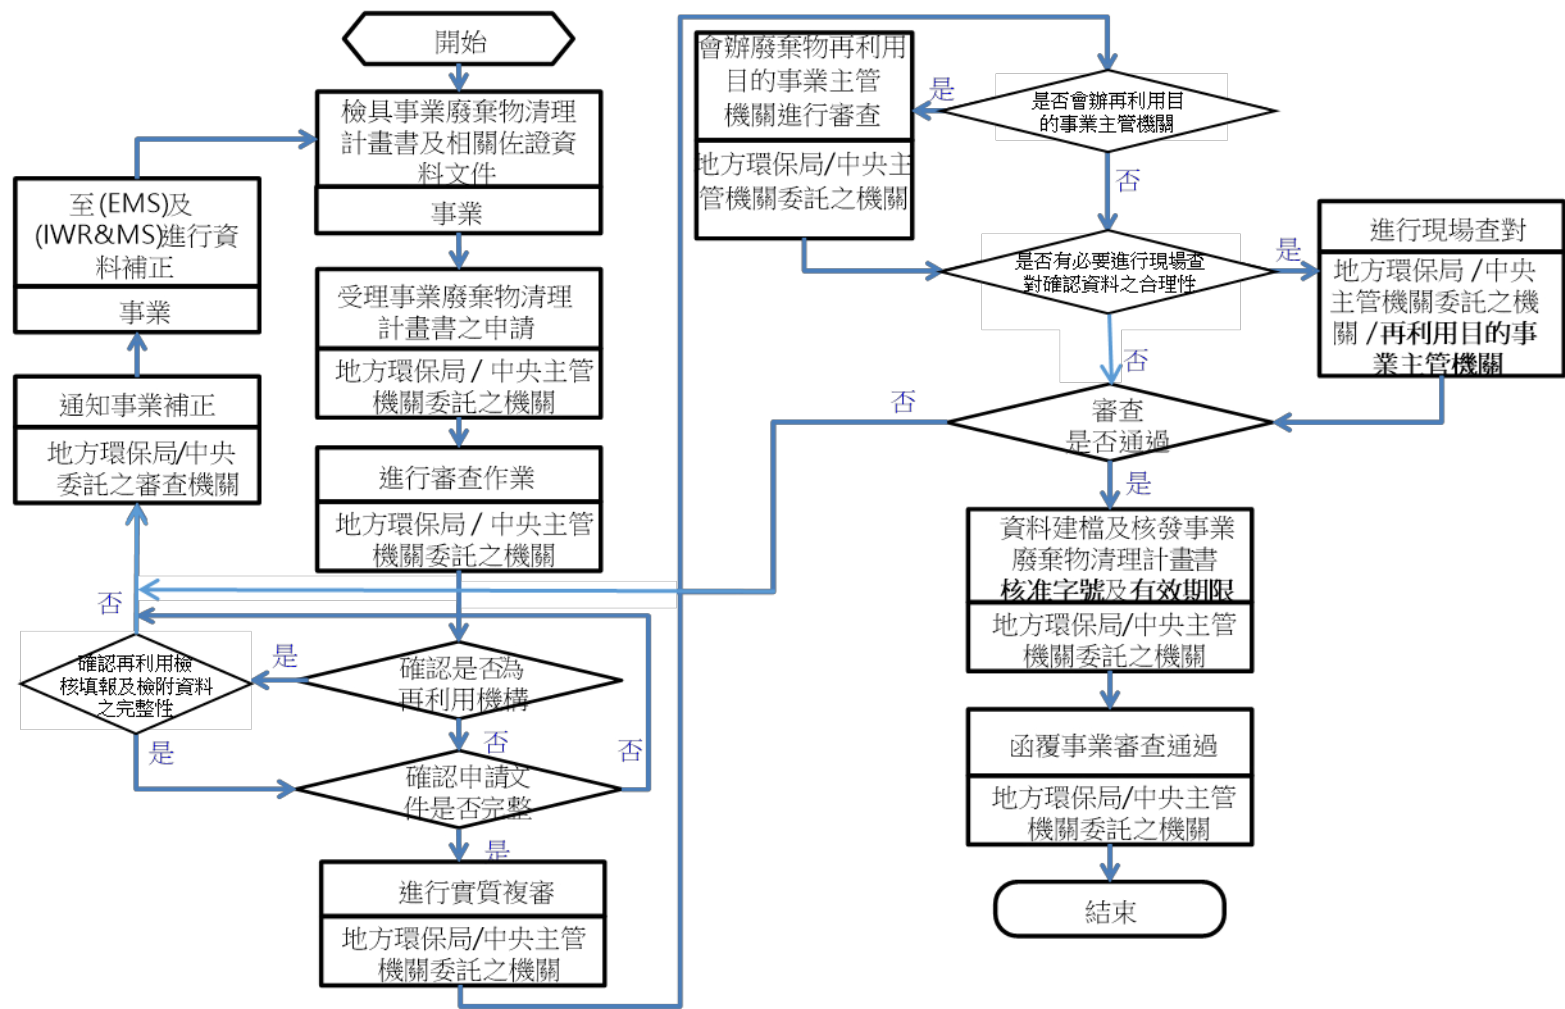 開始
檢具事業廢棄物清理
計畫書及相關佐證資
料文件
事業
受理事業廢棄物清理
計畫書之申請
地方環保局 / 中央主管
機關委託之機關
進行審查作業
地方環保局 / 中央主管
機關委託之機關
確認是否為
再利用機構
是
否
確認再利用檢
核填報及檢附資料
之完整性
否
是
確認申請文
件是否完整
否
是
進行實質複審
地方環保局/中央主管
機關委託之機關
通知事業補正
地方環保局/中央
委託之審查機關
至 (EMS)及
(IWR&MS)進行資
料補正
事業
是否會辦再利用目
的事業主管機關
是
否
會辦廢棄物再利用
目的事業主管
機關進行審查
地方環保局/中央主
管機關委託之機關
是否有必要進行現場查
對確認資料之合理性
是
否
進行現場查對
地方環保局 /中央
主管機關委託之機
關 /再利用目的事
業主管機關
審查
是否通過
否
是
資料建檔及核發事業
廢棄物清理計畫書
核准字號及有效期限
地方環保局/中央主管
機關委託之機關
函覆事業審查通過
地方環保局/中央主管
機關委託之機關
結束